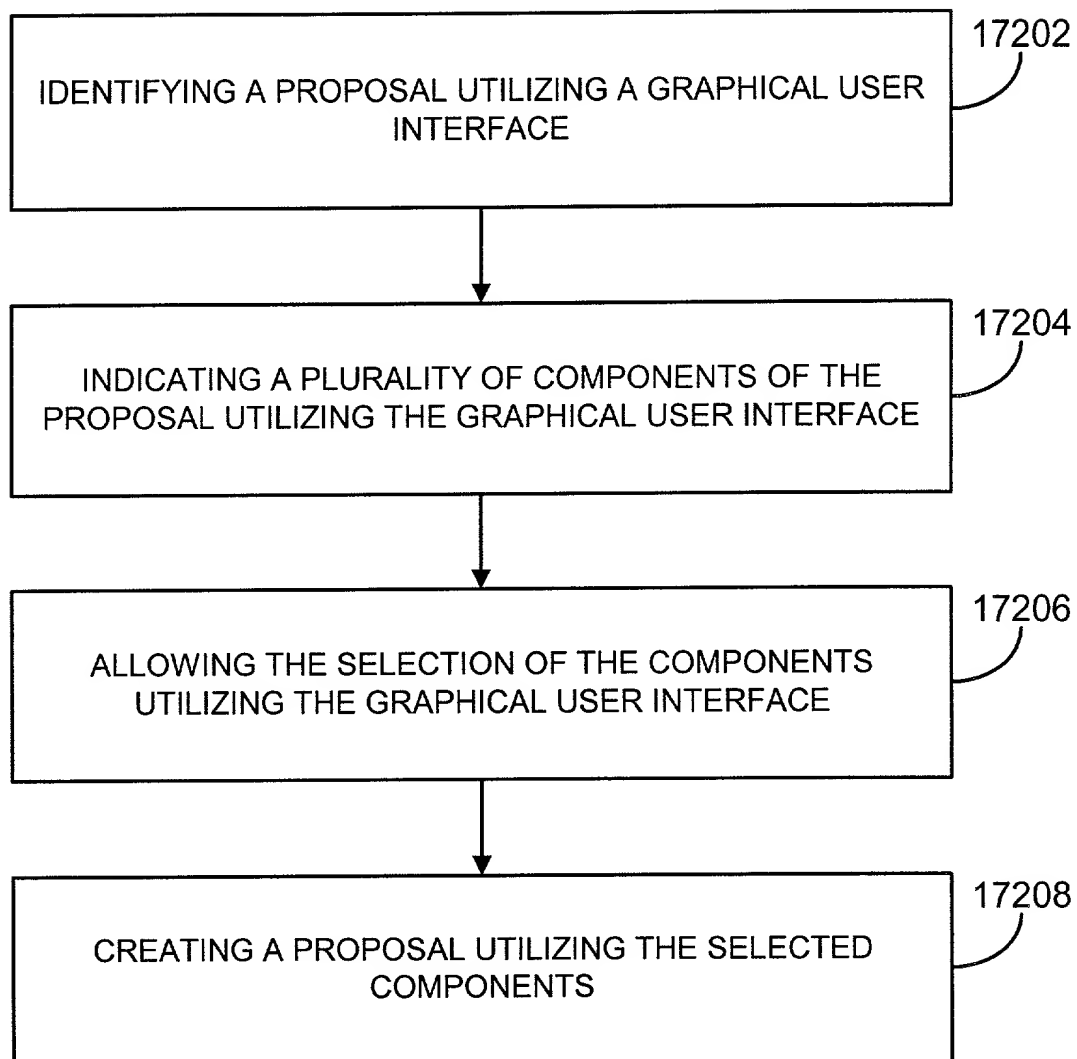 17202
IDENTIFYING A PROPOSAL UTILIZING A GRAPHICAL USER
INTERFACE
17204
INDICATING A PLURALITY OF COMPONENTS OF THE
PROPOSAL UTILIZING THE GRAPHICAL USER INTERFACE
17206
ALLOWING THE SELECTION OF THE COMPONENTS
UTILIZING THE GRAPHICAL USER INTERFACE
17208
CREATING A PROPOSAL UTILIZING THE SELECTED
COMPONENTS